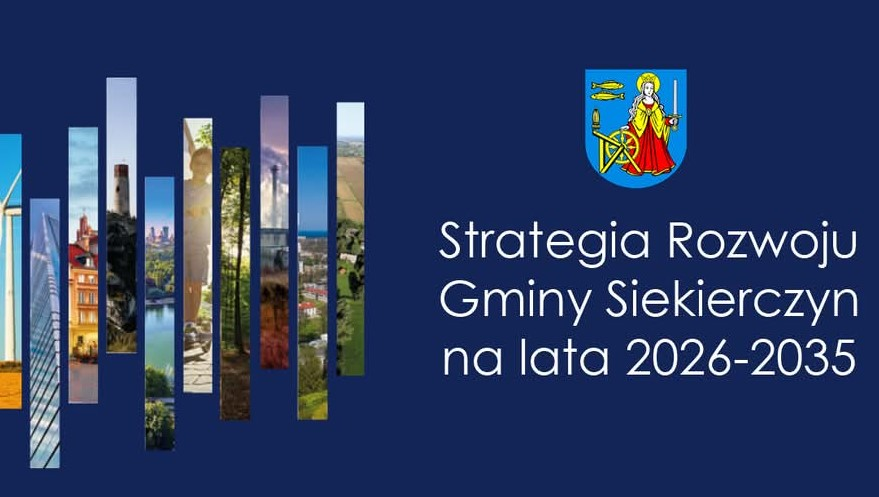 Strategia Rozwoju
Gminy Siekierczyn
na lata 2026-2035